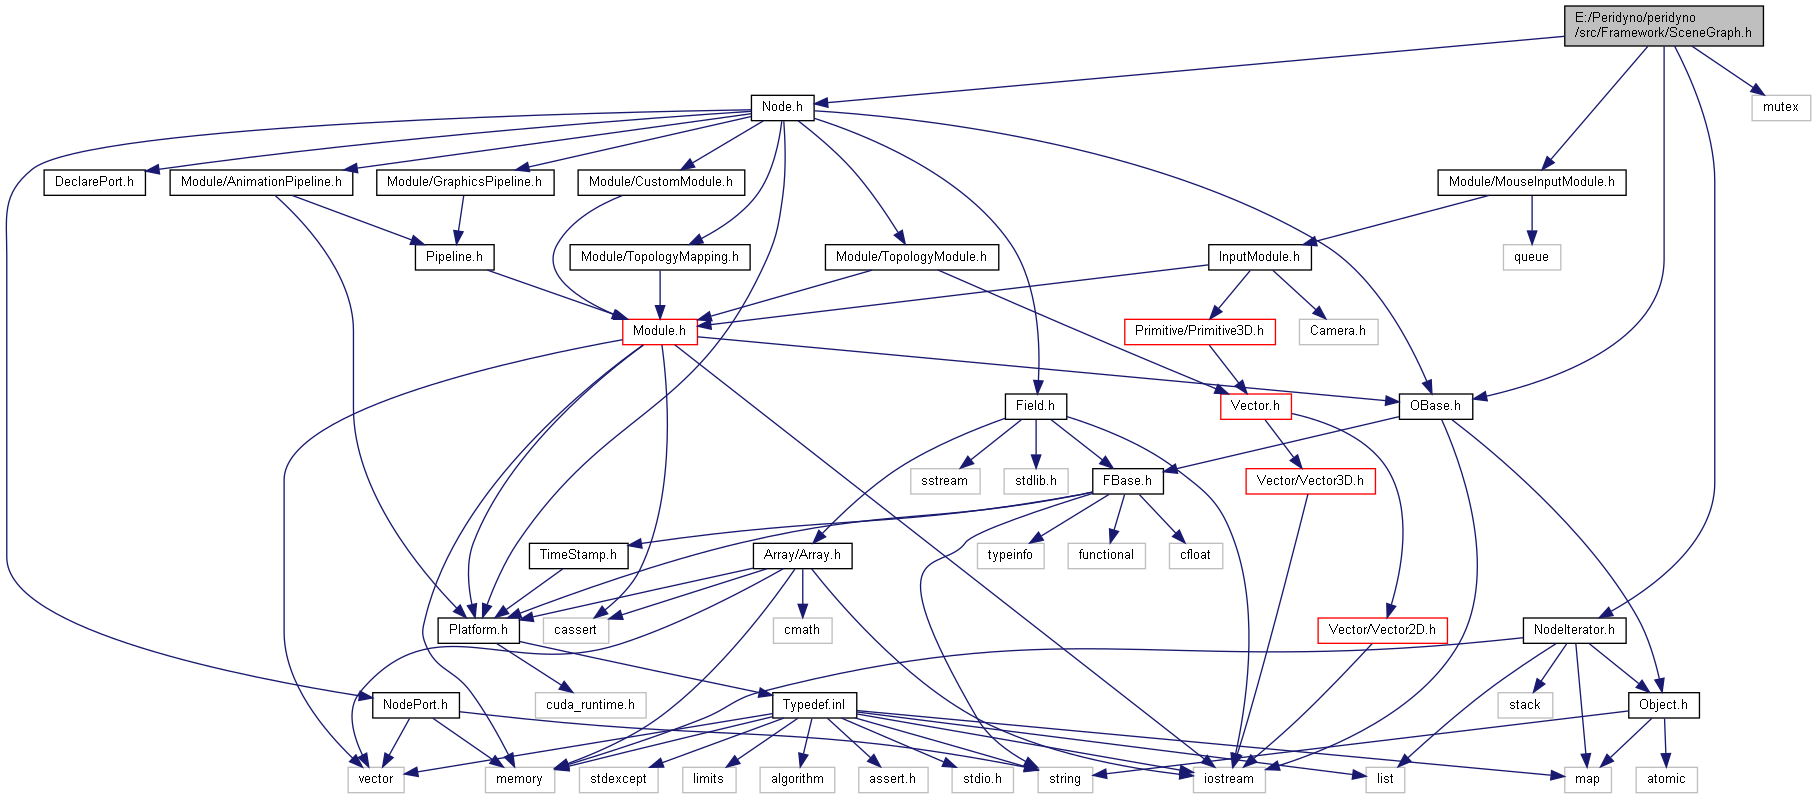 E:/Peridyno/peridyno
/src/Framework/SceneGraph.h
Node.h
mutex
DeclarePort.h
Module/AnimationPipeline.h
Module/GraphicsPipeline.h
Module/CustomModule.h
Module/MouseInputModule.h
Pipeline.h
Module/TopologyMapping.h
Module/TopologyModule.h
InputModule.h
queue
Module.h
Primitive/Primitive3D.h
Camera.h
Field.h
Vector.h
OBase.h
sstream
stdlib.h
FBase.h
Vector/Vector3D.h
TimeStamp.h
Array/Array.h
typeinfo
functional
cfloat
Platform.h
cassert
cmath
Vector/Vector2D.h
NodeIterator.h
NodePort.h
cuda_runtime.h
Typedef.inl
stack
Object.h
vector
memory
stdexcept
limits
algorithm
assert.h
stdio.h
string
iostream
list
map
atomic